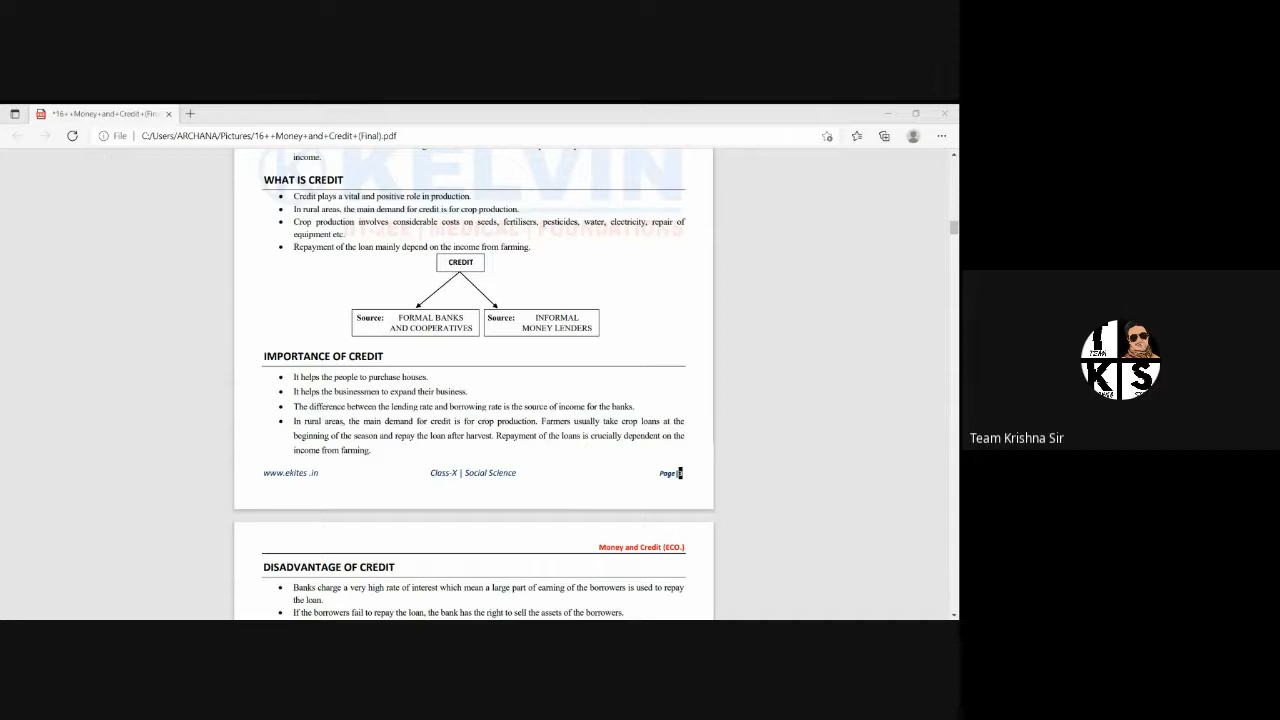 *16++Money+and+Credit+(Fin
File | C:/Users/ARCHANA/Pictures/16++Money+and+Credit+(Final).pdf
KELVIN
IIT-JEE | MEDICAL | FOUNDATIONS
income.
WHAT IS CREDIT
• Credit plays a vital and positive role in production.
• In rural areas, the main demand for credit is for crop production.
• Crop production involves considerable costs on seeds, fertilisers, pesticides, water, electricity, repair of
equipment etc.
• Repayment of the loan mainly depend on the income from farming.
CREDIT
Source: FORMAL BANKS
AND COOPERATIVES
Source: INFORMAL
MONEY LENDERS
IMPORTANCE OF CREDIT
• It helps the people to purchase houses.
• It helps the businessmen to expand their business.
• The difference between the lending rate and borrowing rate is the source of income for the banks.
• In rural areas, the main demand for credit is for crop production. Farmers usually take crop loans at the
beginning of the season and repay the loan after harvest. Repayment of the loans is crucially dependent on the
income from farming.
www.ekites .in Class-X | Social Science Page
Money and Credit (ECO.)
DISADVANTAGE OF CREDIT
• Banks charge a very high rate of interest which mean a large part of earning of the borrowers is used to repay
the loan.
• If the borrowers fail to repay the loan, the bank has the right to sell the assets of the borrowers.
T
TEAM
K S
Team Krishna Sir